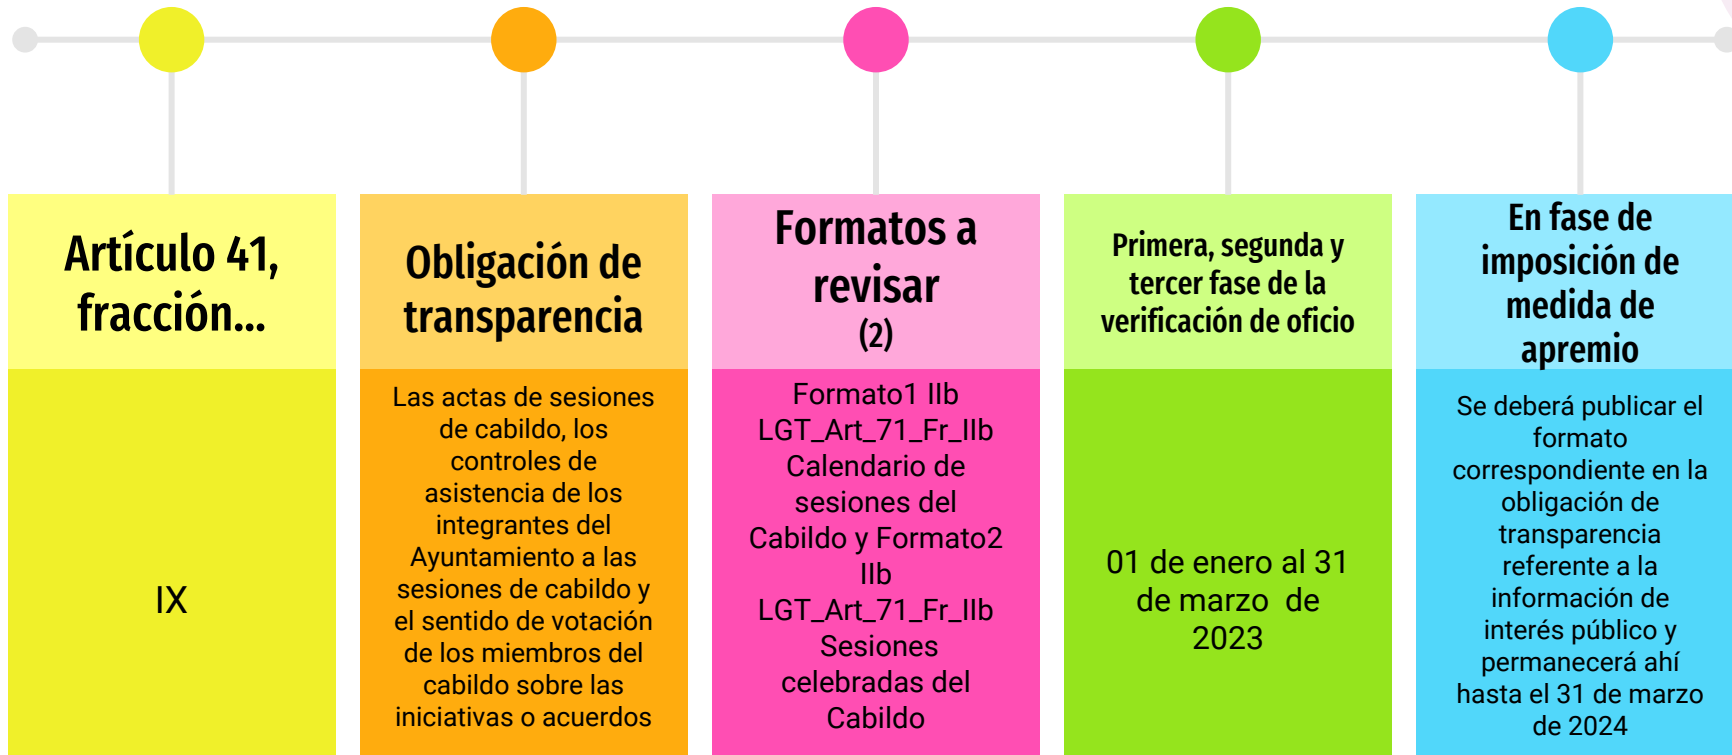 Artículo 41,
fracción...
IX
Obligación de
transparencia
Las actas de sesiones
de cabildo, los
controles de
asistencia de los
integrantes del
Ayuntamiento a las
sesiones de cabildo y
el sentido de votación
de los miembros del
cabildo sobre las
iniciativas o acuerdos
Formatos a
revisar
(2)
Formato1 IIb
LGT_Art_71_Fr_IIb
Calendario de
sesiones del
Cabildo y Formato2
IIb
LGT_Art_71_Fr_IIb
Sesiones
celebradas del
Cabildo
Primera, segunda y
tercer fase de la
verificación de oficio
01 de enero al 31
de marzo de
2023
En fase de
imposición de
medida de
apremio
Se deberá publicar el
formato
correspondiente en la
obligación de
transparencia
referente a la
información de
interés público y
permanecerá ahí
hasta el 31 de marzo
de 2024